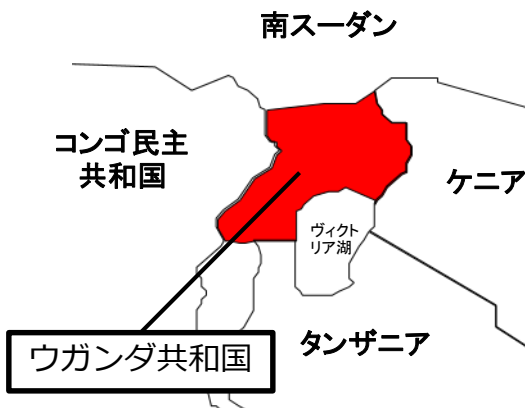 南スーダン
コンゴ民主
共和国
ケニア
ヴィクト
リア湖
タンザニア
ウガンダ共和国